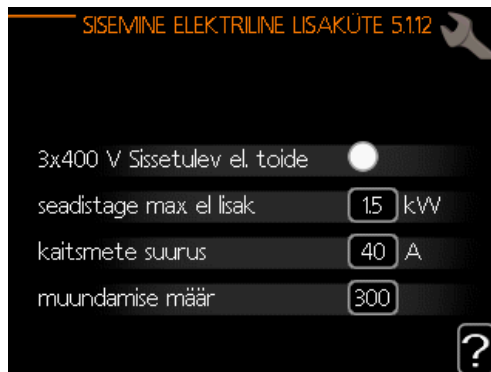 SISEMINE ELEKTRILINE LISAKÜTE 5.1.12
3x400 V Sissetulev el. toide
seadistage max el lisak 15 kW
kaitsmete suurus 40 A
muundamise määr 300
?